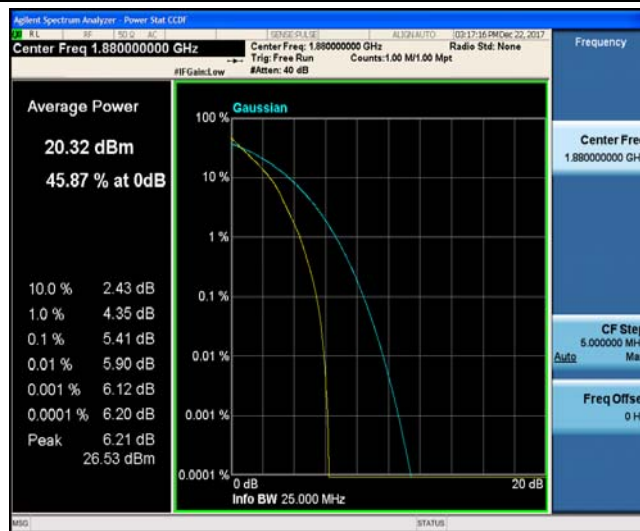 Agilent Spectrum Analyzer - Power Stat CCDF
RL RF 50 Ω AC SENSE:PULSE ALIGN AUTO 03:17:16 PM Dec 22, 2017
Center Freq 1.880000000 GHz
Center Freq: 1.880000000 GHz Radio Std: None
Trig: Free Run Counts:1.00 M/1.00 Mpt
#IFGain:Low #Atten: 40 dB
Frequency
Average Power
20.32 dBm
45.87 % at 0dB
10.0 % 2.43 dB
1.0 % 4.35 dB
0.1 % 5.41 dB
0.01 % 5.90 dB
0.001 % 6.12 dB
0.0001 % 6.20 dB
Peak 6.21 dB
26.53 dBm
Gaussian
100 %
10 %
1 %
0.1 %
0.01 %
0.001 %
0.0001 %
0 dB
20 dB
Info BW 25.000 MHz
Center Fre
1.880000000 GH
CF Ste
5.000000 MH
Auto Ma
Freq Offse
0 H
MSG
STATUS